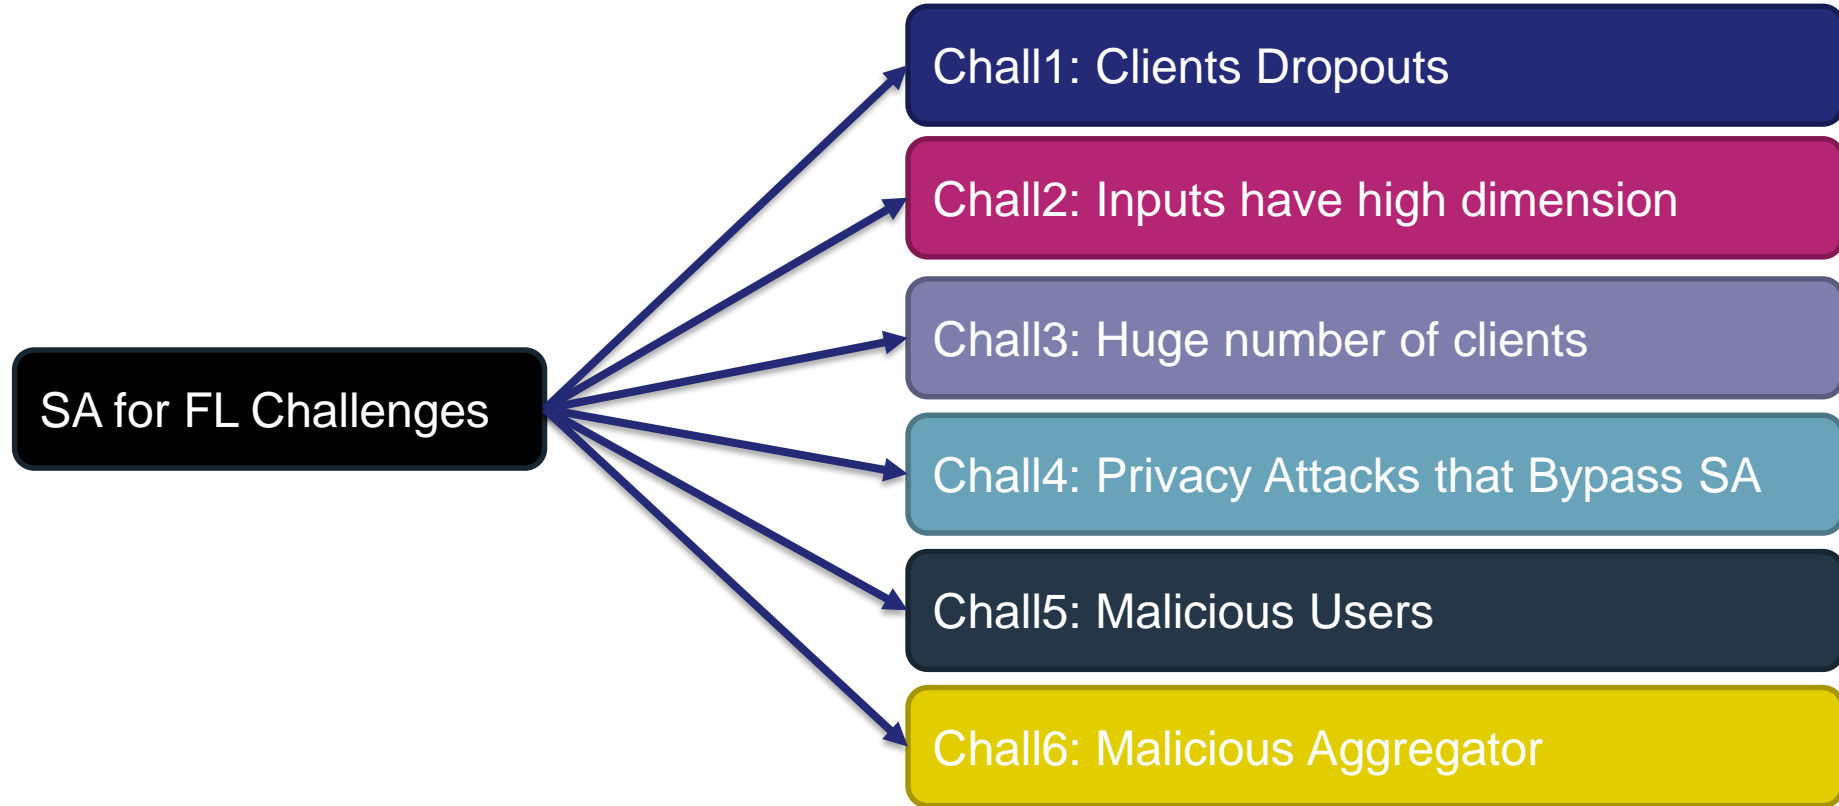 SA for FL Challenges
Chall1: Clients Dropouts
Chall2: Inputs have high dimension
Chall3: Huge number of clients
Chall4: Privacy Attacks that Bypass SA
Chall5: Malicious Users
Chall6: Malicious Aggregator